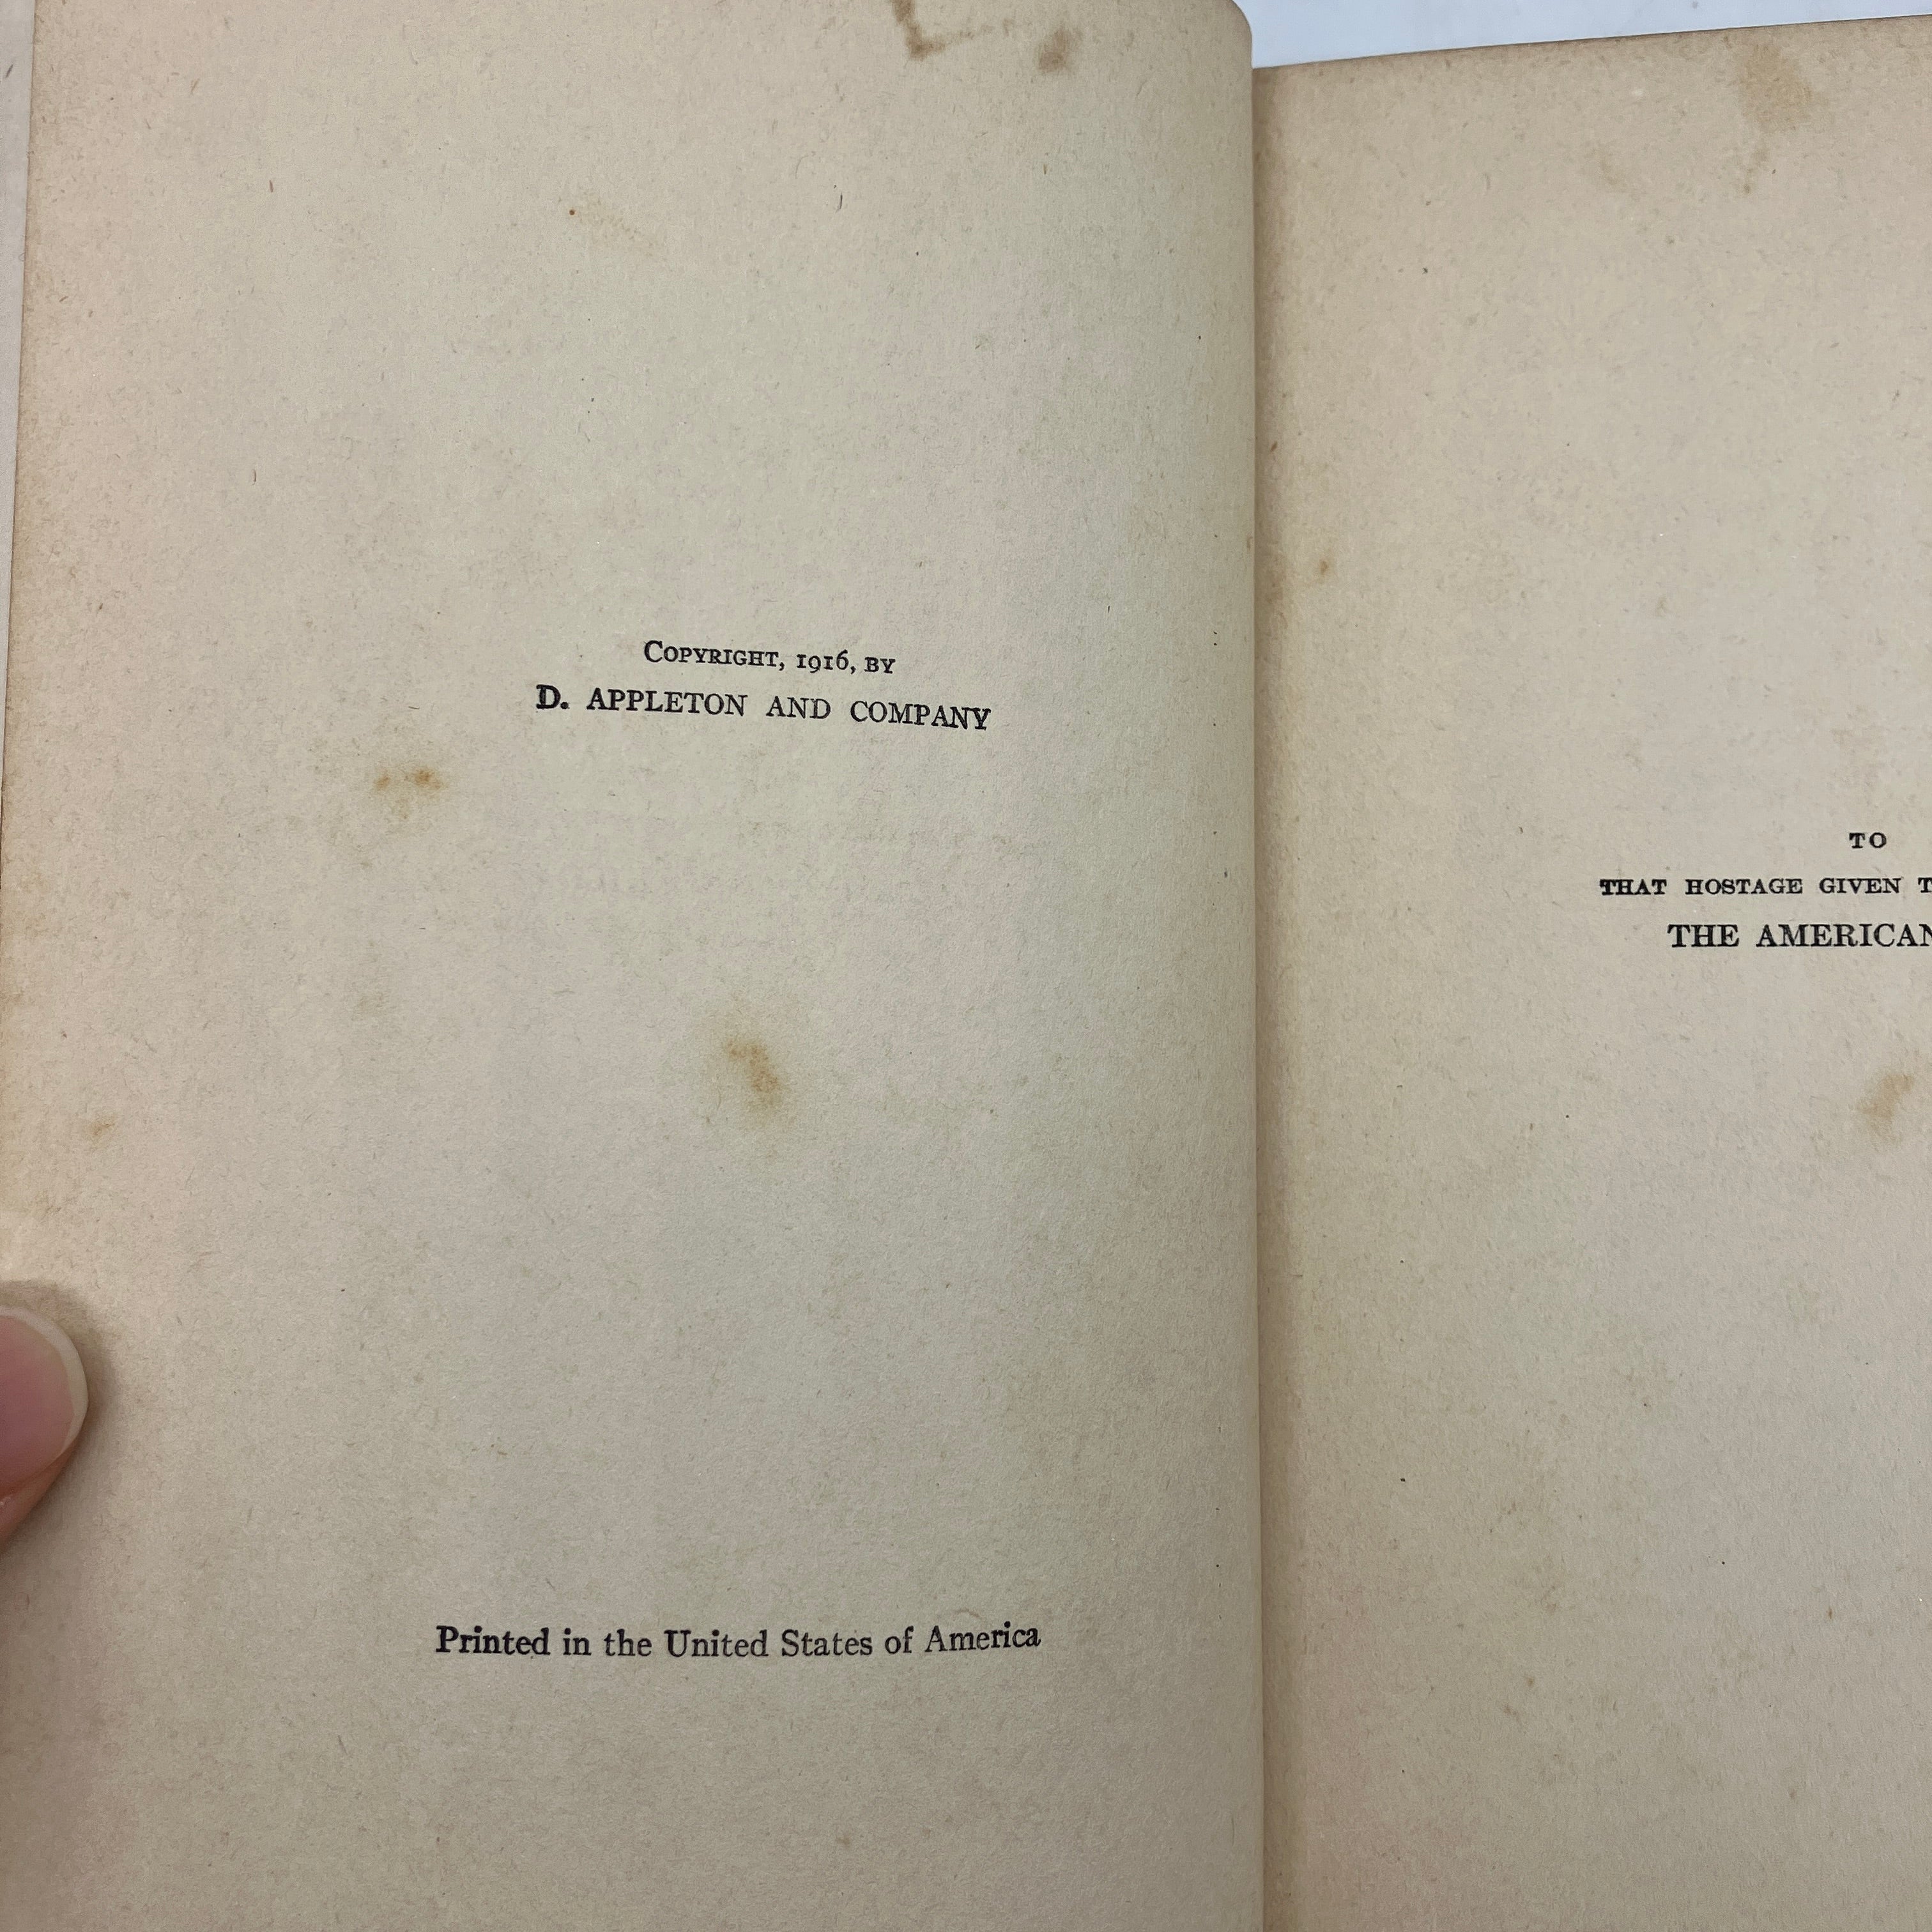 Copyright, 1916, by
D. APPLETON AND COMPANY
Printed in the United States of America
TO
THAT HOSTAGE GIVEN T
THE AMERICAN